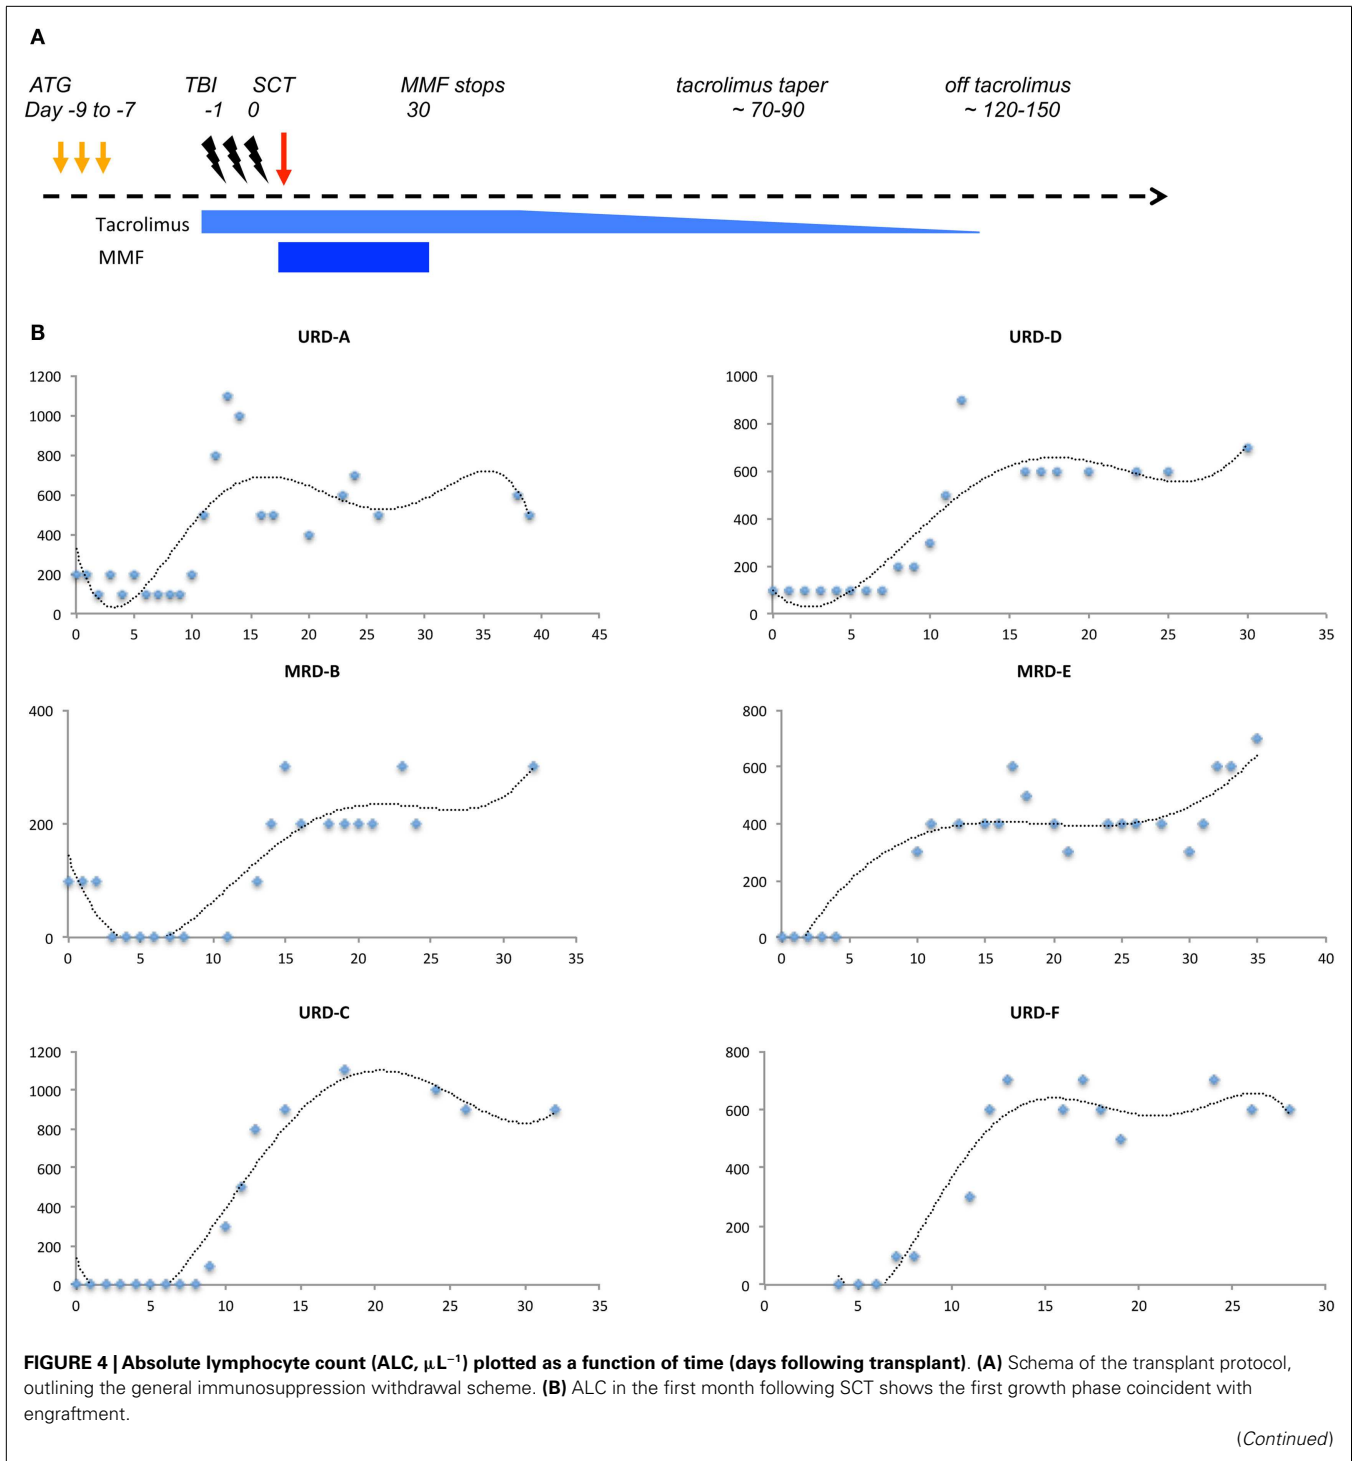 A
ATG TBI SCT MMF stops tacrolimus taper off tacrolimus
Day -9 to -7 -1 0 30 ~ 70-90 ~ 120-150
Tacrolimus
MMF
B
URD-A
1200
1000
800
600
400
200
0
0 5 10 15 20 25 30 35 40 45
URD-D
1000
800
600
400
200
0
0 5 10 15 20 25 30 35
MRD-B
400
200
0
0 5 10 15 20 25 30 35
MRD-E
800
600
400
200
0
0 5 10 15 20 25 30 35 40
URD-C
1200
1000
800
600
400
200
0
0 5 10 15 20 25 30 35
URD-F
800
600
400
200
0
0 5 10 15 20 25 30
FIGURE 4 | Absolute lymphocyte count (ALC, μL⁻¹) plotted as a function of time (days following transplant). (A) Schema of the transplant protocol,
outlining the general immunosuppression withdrawal scheme. (B) ALC in the first month following SCT shows the first growth phase coincident with
engraftment.
(Continued)